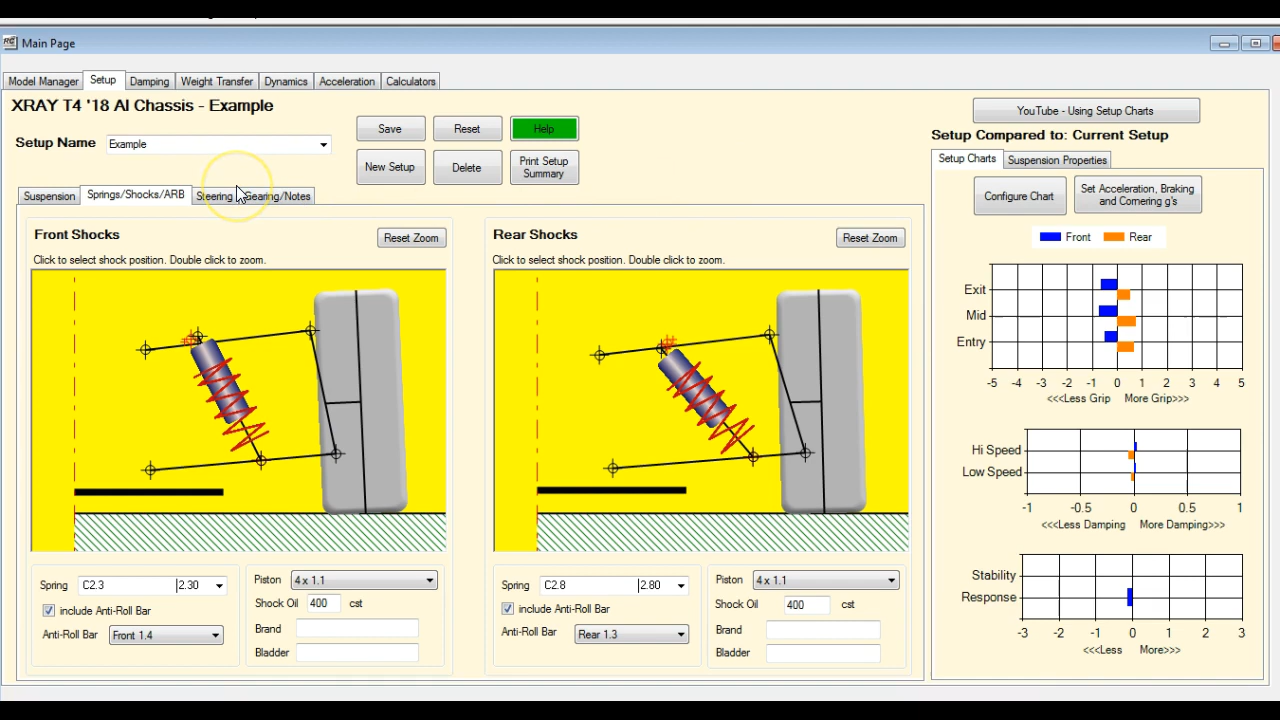 Main Page
Model Manager Setup Damping Weight Transfer Dynamics Acceleration Calculators
XRAY T4 '18 Al Chassis - Example
Setup Name Example
Save Reset Help
New Setup Delete Print Setup Summary
YouTube - Using Setup Charts
Setup Compared to: Current Setup
Setup Charts Suspension Properties
Suspension Springs/Shocks/ARB Steering Gearing/Notes
Configure Chart Set Acceleration, Braking and Cornering g's
Front Shocks Reset Zoom
Click to select shock position. Double click to zoom.
Rear Shocks Reset Zoom
Click to select shock position. Double click to zoom.
Front Rear
Exit
Mid
Entry
-5 -4 -3 -2 -1 0 1 2 3 4 5
<<<Less Grip More Grip>>>
Hi Speed
Low Speed
-1 -0.5 0 0.5 1
<<<Less Damping More Damping>>>
Stability
Response
-3 -2 -1 0 1 2 3
<<<Less More>>>
Spring C2.3 2.30
include Anti-Roll Bar
Anti-Roll Bar Front 1.4
Piston 4 x 1.1
Shock Oil 400 cst
Brand
Bladder
Spring C2.8 2.80
include Anti-Roll Bar
Anti-Roll Bar Rear 1.3
Piston 4 x 1.1
Shock Oil 400 cst
Brand
Bladder